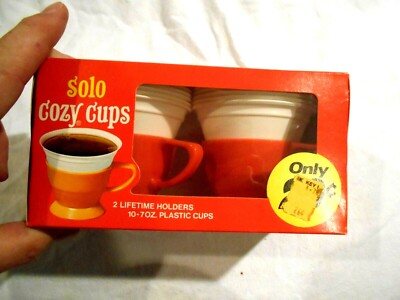 solo
cozy cups
2 LIFETIME HOLDERS
10-7OZ. PLASTIC CUPS
Only